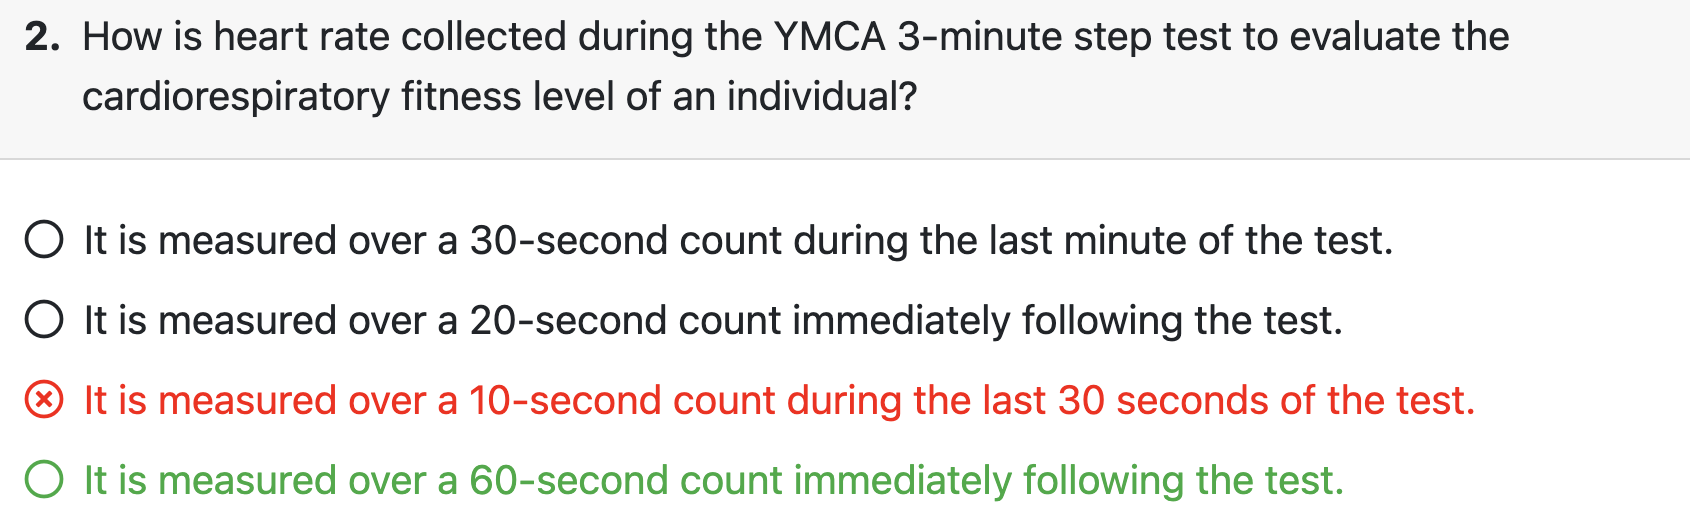 2. How is heart rate collected during the YMCA 3-minute step test to evaluate the
cardiorespiratory fitness level of an individual?
It is measured over a 30-second count during the last minute of the test.
It is measured over a 20-second count immediately following the test.
It is measured over a 10-second count during the last 30 seconds of the test.
It is measured over a 60-second count immediately following the test.